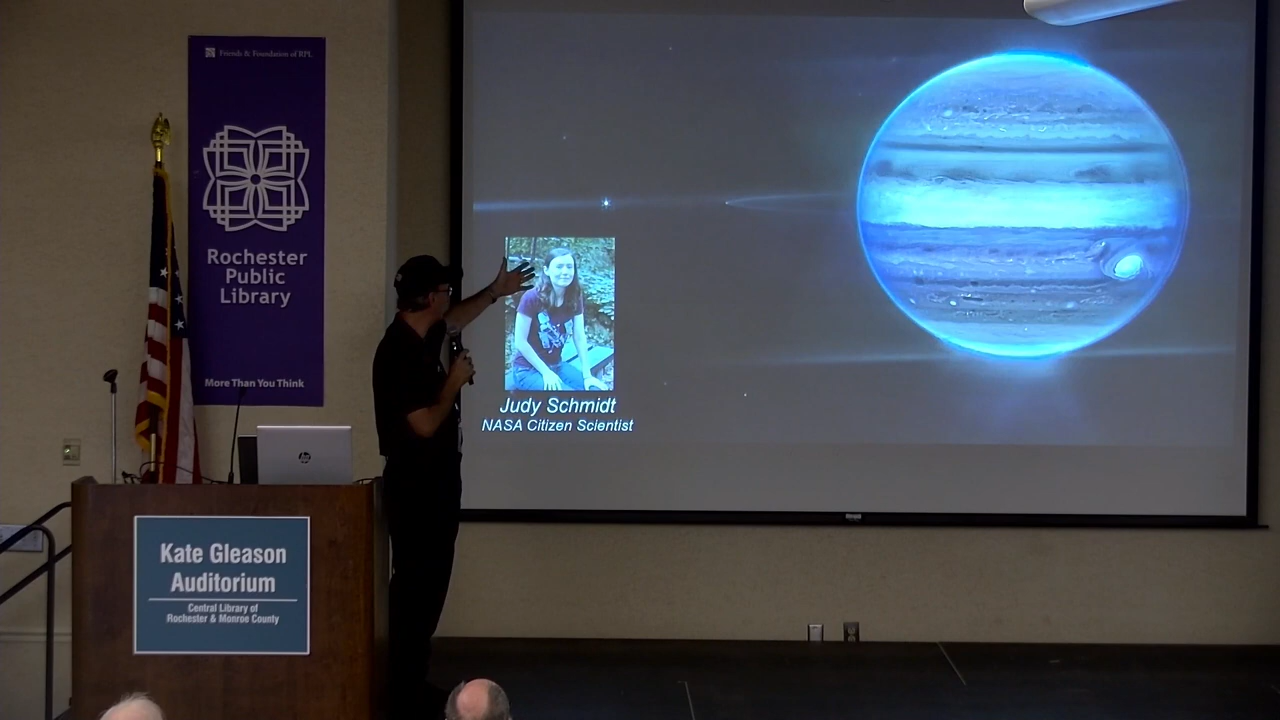 Friends & Foundation of RPL
Rochester
Public
Library
More Than You Think
Judy Schmidt
NASA Citizen Scientist
hp
Kate Gleason
Auditorium
Central Library of
Rochester & Monroe County